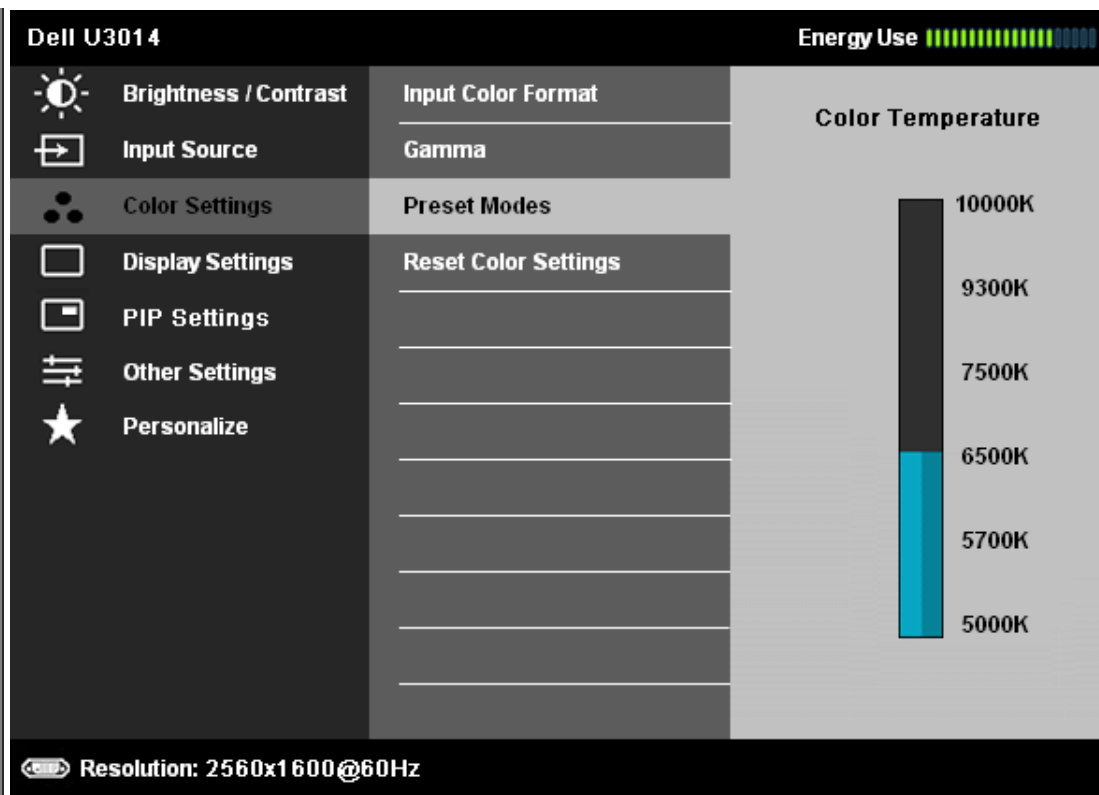 Dell U3014
Energy Use
Brightness / Contrast
Input Source
Color Settings
Display Settings
PIP Settings
Other Settings
Personalize
Input Color Format
Gamma
Preset Modes
Reset Color Settings
Color Temperature
10000K
9300K
7500K
6500K
5700K
5000K
Resolution: 2560x1600@60Hz